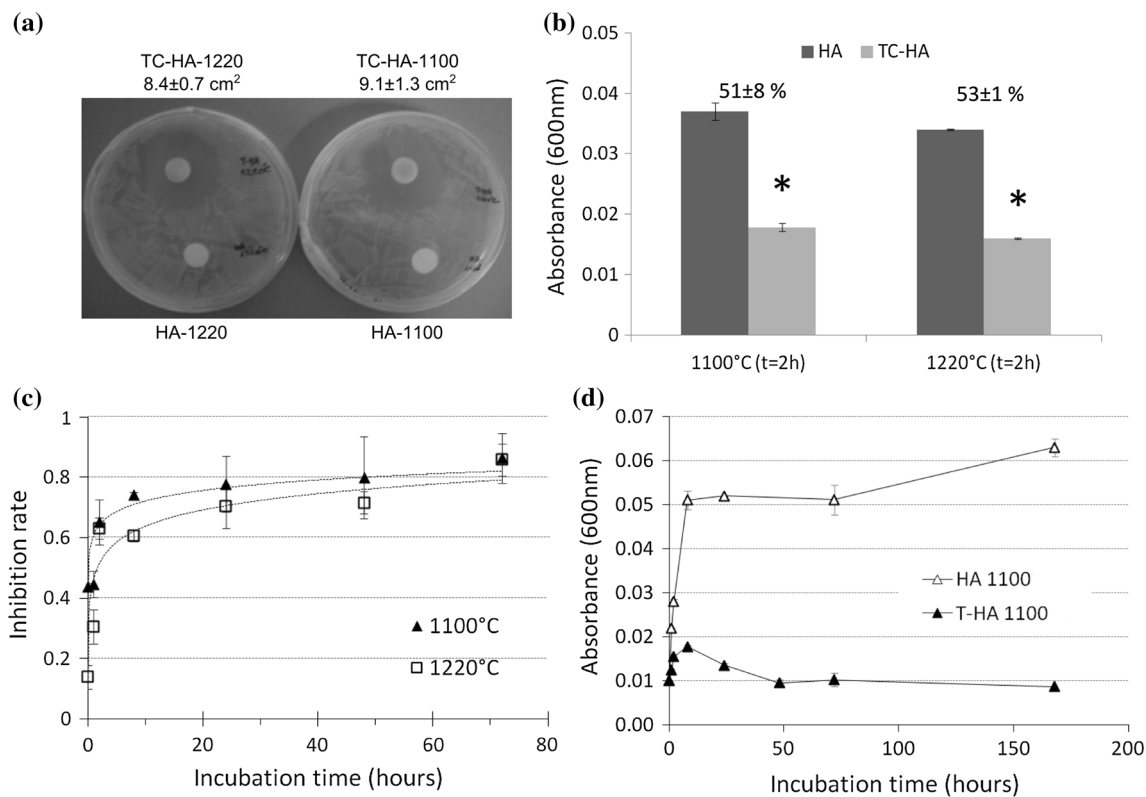 (a)
TC-HA-1220
8.4±0.7 cm²
TC-HA-1100
9.1±1.3 cm²
HA-1220
HA-1100
(b)
Absorbance (600nm)
0.05
0.04
0.03
0.02
0.01
0
HA
TC-HA
51±8 %
53±1 %
*
*
1100°C (t=2h)
1220°C (t=2h)
(c)
Inhibition rate
1
0.8
0.6
0.4
0.2
0
1100°C
1220°C
0
20
40
60
80
Incubation time (hours)
(d)
Absorbance (600nm)
0.07
0.06
0.05
0.04
0.03
0.02
0.01
0.00
HA 1100
T-HA 1100
0
50
100
150
200
Incubation time (hours)